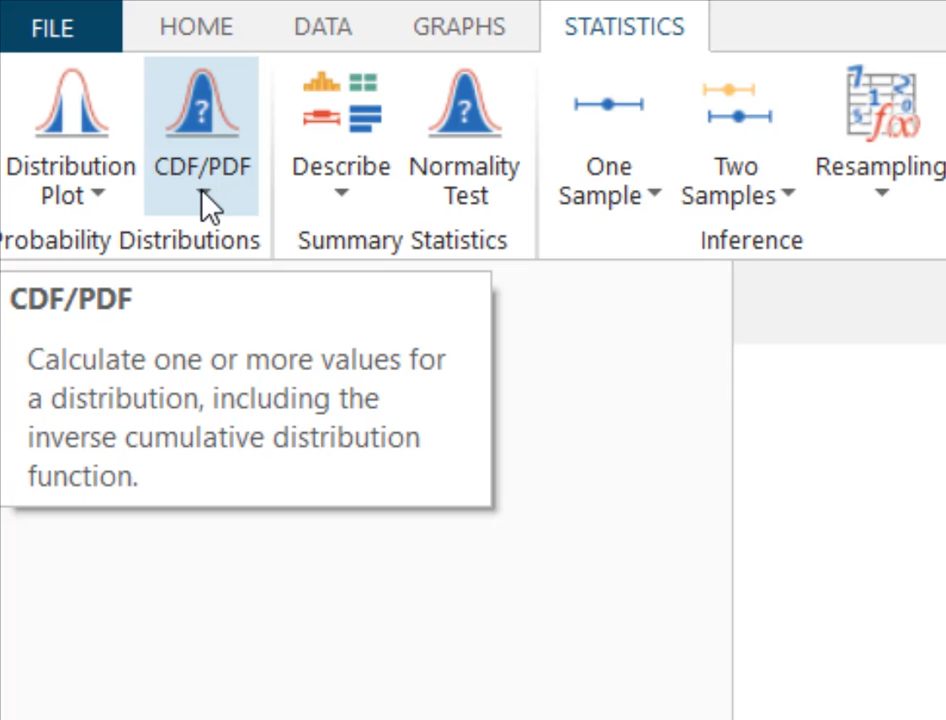 FILE HOME DATA GRAPHS STATISTICS
Distribution Plot
CDF/PDF
Describe
Normality Test
One Sample
Two Samples
Resampling
robability Distributions
Summary Statistics
Inference
CDF/PDF
Calculate one or more values for
a distribution, including the
inverse cumulative distribution
function.